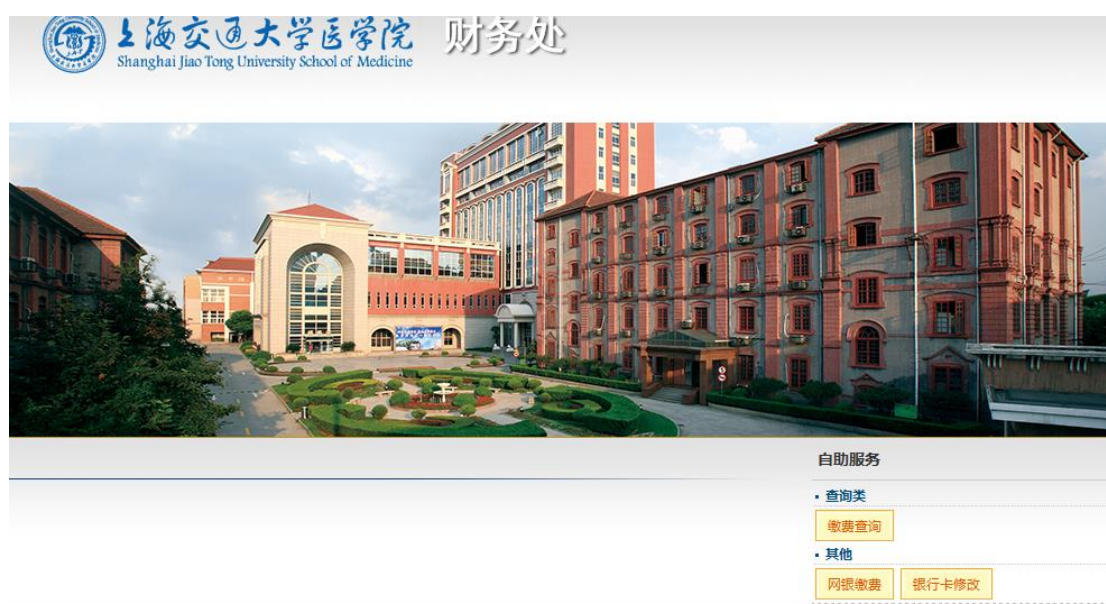 上海交通大学医学院 财务处
Shanghai Jiao Tong University School of Medicine
自助服务
查询类
缴费查询
其他
网银缴费 银行卡修改